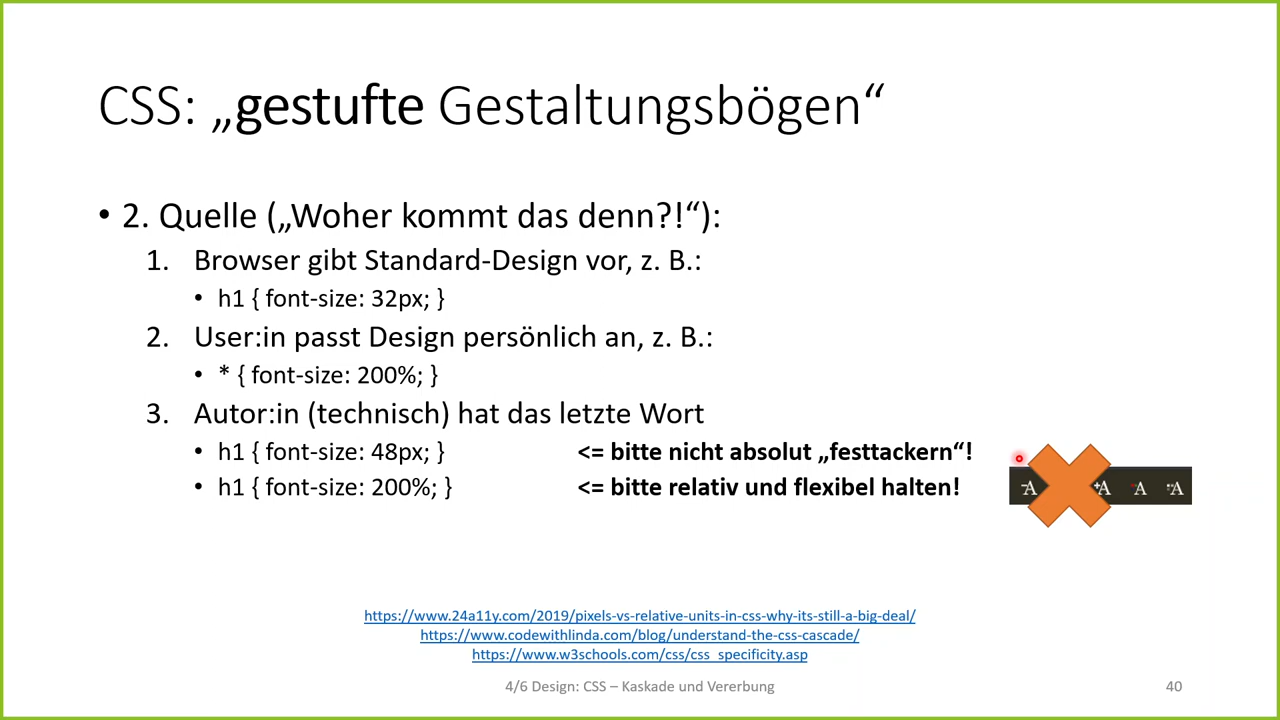 CSS: „gestufte Gestaltungsbögen“
• 2. Quelle („Woher kommt das denn?!“):
1. Browser gibt Standard-Design vor, z. B.:
• h1 { font-size: 32px; }
2. User:in passt Design persönlich an, z. B.:
• * { font-size: 200%; }
3. Autor:in (technisch) hat das letzte Wort
• h1 { font-size: 48px; } <= bitte nicht absolut „festtackern“!
• h1 { font-size: 200%; } <= bitte relativ und flexibel halten!
-A +A A A
https://www.24a11y.com/2019/pixels-vs-relative-units-in-css-why-its-still-a-big-deal/
https://www.codewithlinda.com/blog/understand-the-css-cascade/
https://www.w3schools.com/css/css_specificity.asp
4/6 Design: CSS – Kaskade und Vererbung 40